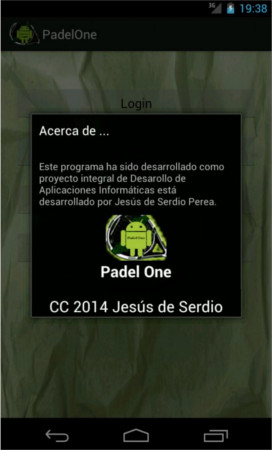 3G 19:38
PadelOne
Login
Acerca de ...
Este programa ha sido desarrollado como
proyecto integral de Desarollo de
Aplicaciones Informáticas está
desarrollado por Jesús de Serdio Perea.
Padel One
CC 2014 Jesús de Serdio